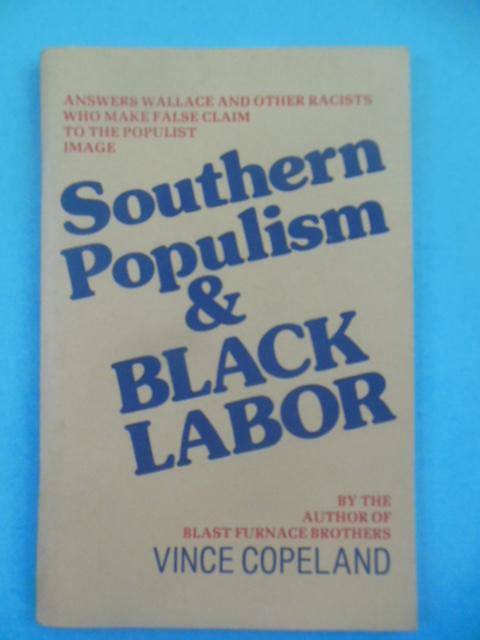 ANSWERS WALLACE AND OTHER RACISTS
WHO MAKE FALSE CLAIM
TO THE POPULIST
IMAGE
Southern
Populism
&
BLACK
LABOR
BY THE
AUTHOR OF
BLAST FURNACE BROTHERS
VINCE COPELAND